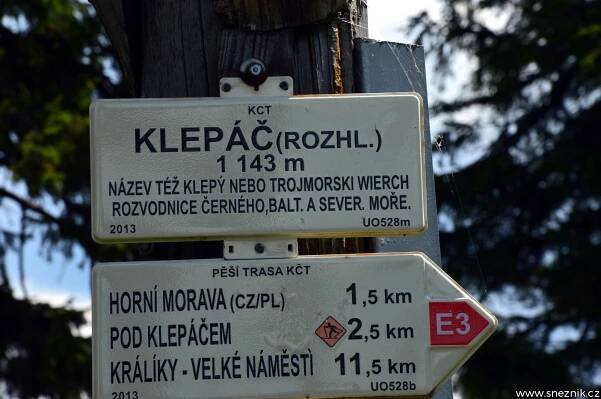 KČT
KLEPÁČ (ROZHL.)
1 143 m
NÁZEV TÉŽ KLEPÝ NEBO TROJMORSKI WIERCH
ROZVODNICE ČERNÉHO, BALT. A SEVER. MOŘE.
2013 UO528m
PĚŠÍ TRASA KČT
HORNÍ MORAVA (CZ/PL) 1,5 km
POD KLEPÁČEM 2,5 km
E3
KRÁLÍKY - VELKÉ NÁMĚSTÍ 11,5 km
2013 UO528b
www.sneznik.cz